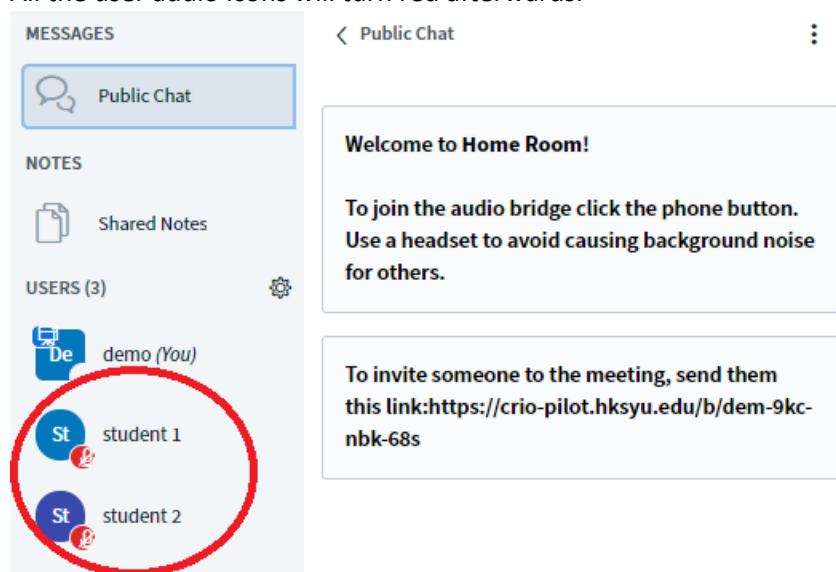 MESSAGES
Public Chat
NOTES
Shared Notes
USERS (3)
De
demo (You)
St
student 1
St
student 2
Public Chat
Welcome to Home Room!
To join the audio bridge click the phone button.
Use a headset to avoid causing background noise
for others.
To invite someone to the meeting, send them
this link:https://crio-pilot.hksyu.edu/b/dem-9kc-
nbk-68s